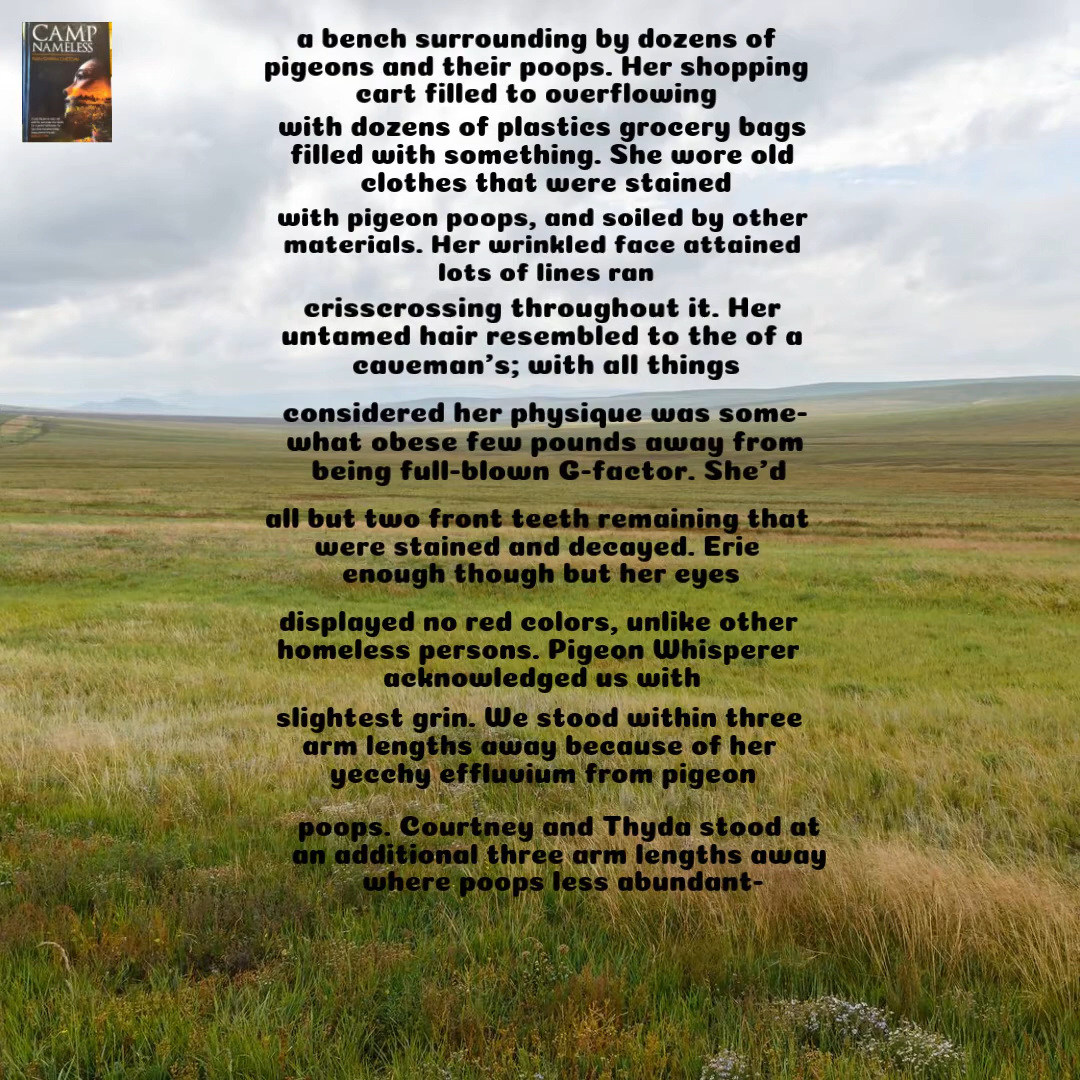 CAMP
NAMELESS
a bench surrounding by dozens of
pigeons and their poops. Her shopping
cart filled to overflowing
with dozens of plastics grocery bags
filled with something. She wore old
clothes that were stained
with pigeon poops, and soiled by other
materials. Her wrinkled face attained
lots of lines ran
crisscrossing throughout it. Her
untamed hair resembled to the of a
caveman’s; with all things
considered her physique was some-
what obese few pounds away from
being full-blown G-factor. She’d
all but two front teeth remaining that
were stained and decayed. Erie
enough though but her eyes
displayed no red colors, unlike other
homeless persons. Pigeon Whisperer
acknowledged us with
slightest grin. We stood within three
arm lengths away because of her
yecchy effluvium from pigeon
poops. Courtney and Thyda stood at
an additional three arm lengths away
where poops less abundant-